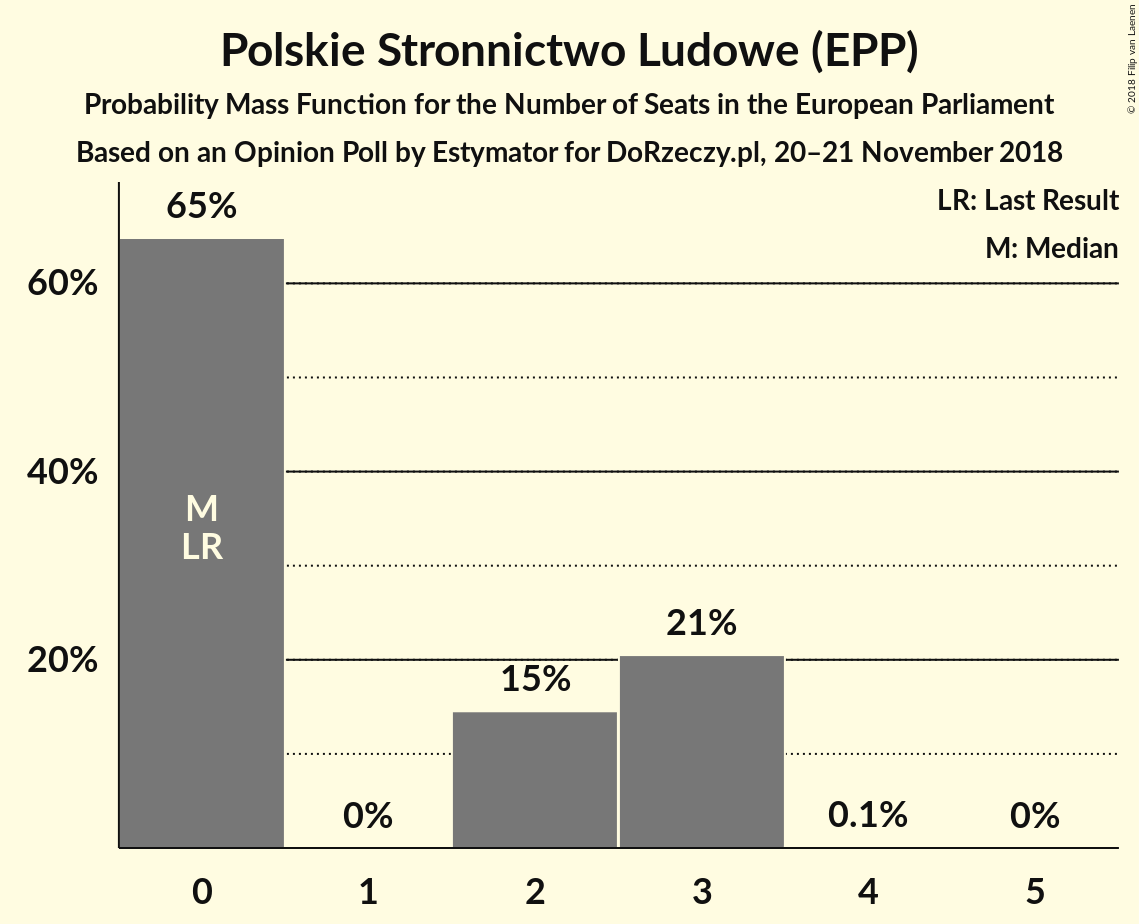 Polskie Stronnictwo Ludowe (EPP)
Probability Mass Function for the Number of Seats in the European Parliament
Based on an Opinion Poll by Estymator for DoRzeczy.pl, 20–21 November 2018
© 2018 Filip van Laenen
LR: Last Result
M: Median
65%
60%
40%
M
LR
21%
20%
15%
0%
0.1%
0%
0 1 2 3 4 5